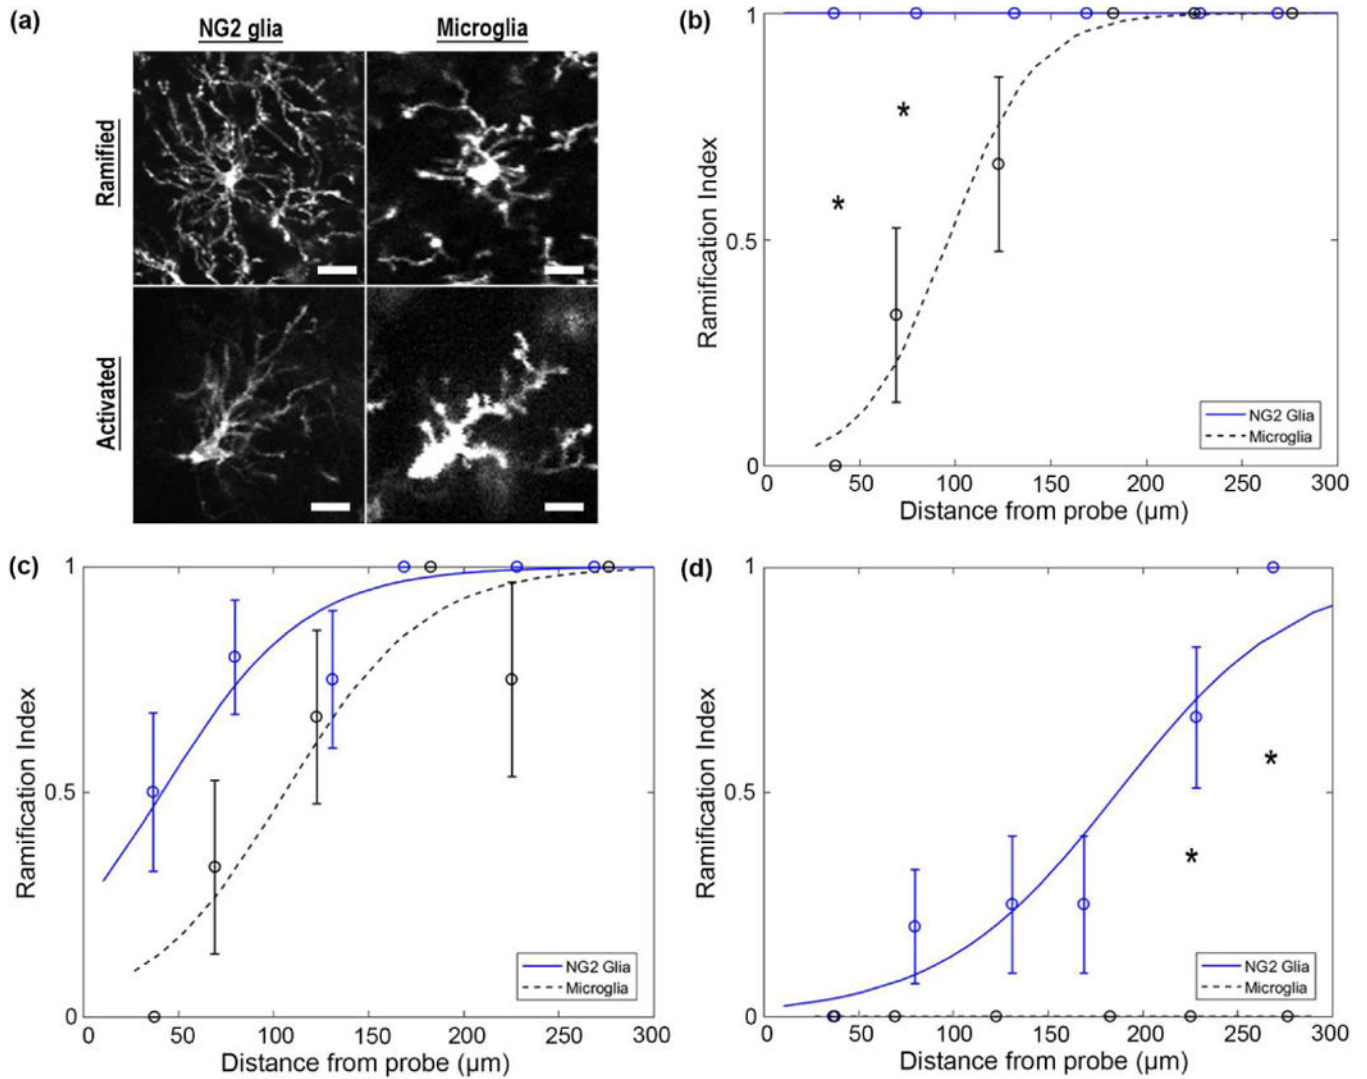 (a)
NG2 glia
Microglia
Ramified
Activated
(b)
1
0.5
0
Ramification Index
*
*
NG2 Glia
Microglia
0 50 100 150 200 250 300
Distance from probe (µm)
(c)
1
0.5
0
Ramification Index
NG2 Glia
Microglia
0 50 100 150 200 250 300
Distance from probe (µm)
(d)
1
0.5
0
Ramification Index
*
*
NG2 Glia
Microglia
0 50 100 150 200 250 300
Distance from probe (µm)